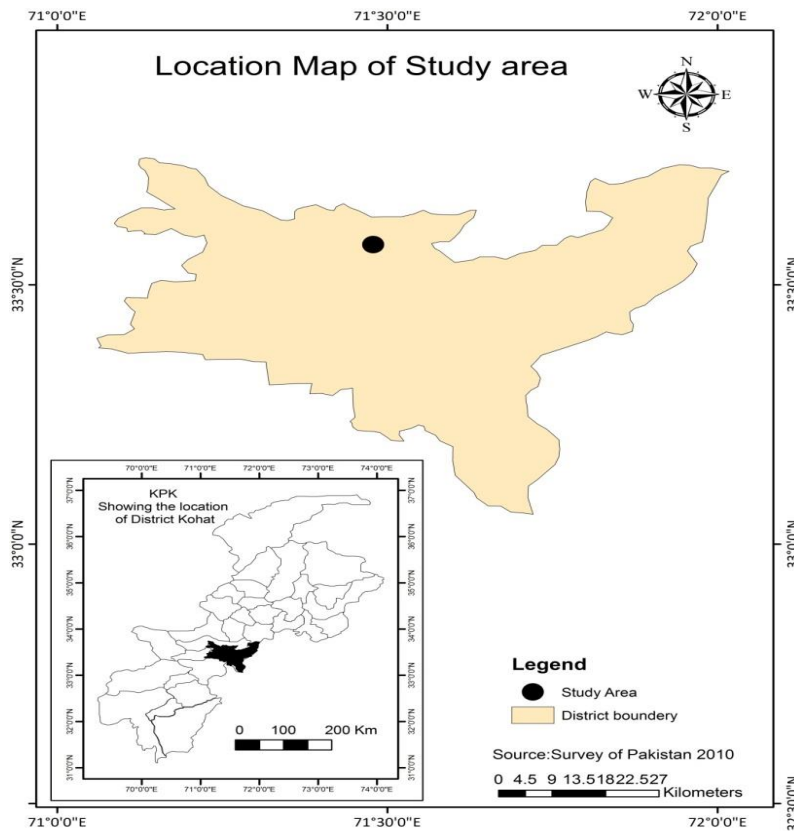 71°0'0"E 71°30'0"E 72°0'0"E
Location Map of Study area
N
W E
S
33°30'0"N 33°30'0"N
33°0'0"N 33°0'0"N
32°30'0"N
70°0'0"E 71°0'0"E 72°0'0"E 73°0'0"E 74°0'0"E
KPK
Showing the location
of District Kohat
37°0'0"N 37°0'0"N
36°0'0"N 36°0'0"N
35°0'0"N 35°0'0"N
34°0'0"N 34°0'0"N
33°0'0"N 33°0'0"N
32°0'0"N 32°0'0"N
31°0'0"N 31°0'0"N
0 100 200 Km
70°0'0"E 71°0'0"E 72°0'0"E 73°0'0"E 74°0'0"E
Legend
Study Area
District boundery
Source:Survey of Pakistan 2010
0 4.5 9 13.51822.527
Kilometers
71°0'0"E 71°30'0"E 72°0'0"E